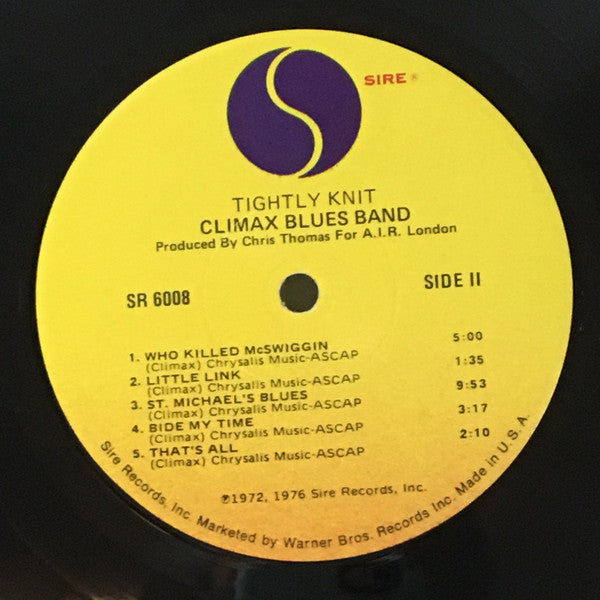 SIRE ®
TIGHTLY KNIT
CLIMAX BLUES BAND
Produced By Chris Thomas For A.I.R. London
SR 6008
SIDE II
1. WHO KILLED McSWIGGIN 5:00
(Climax) Chrysalis Music-ASCAP
2. LITTLE LINK 1:35
(Climax) Chrysalis Music-ASCAP
3. ST. MICHAEL'S BLUES 9:53
(Climax) Chrysalis Music-ASCAP
4. BIDE MY TIME 3:17
(Climax) Chrysalis Music-ASCAP
5. THAT'S ALL 2:10
(Climax) Chrysalis Music-ASCAP
℗1972, 1976 Sire Records, Inc.
Sire Records, Inc. Marketed by Warner Bros. Records Inc. Made in U.S.A.